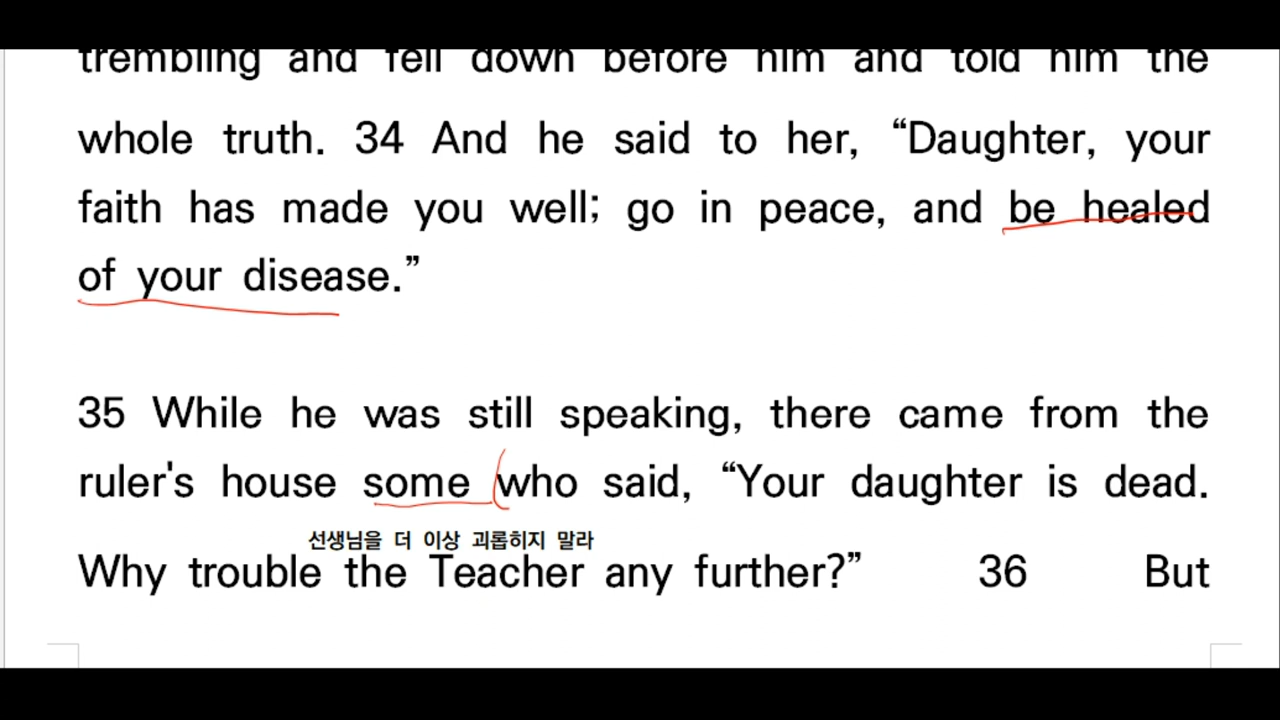 trembling and fell down before him and told him the
whole truth. 34 And he said to her, “Daughter, your
faith has made you well; go in peace, and be healed
of your disease.”
35 While he was still speaking, there came from the
ruler's house some who said, “Your daughter is dead.
선생님을 더 이상 괴롭히지 말라
Why trouble the Teacher any further?” 36 But